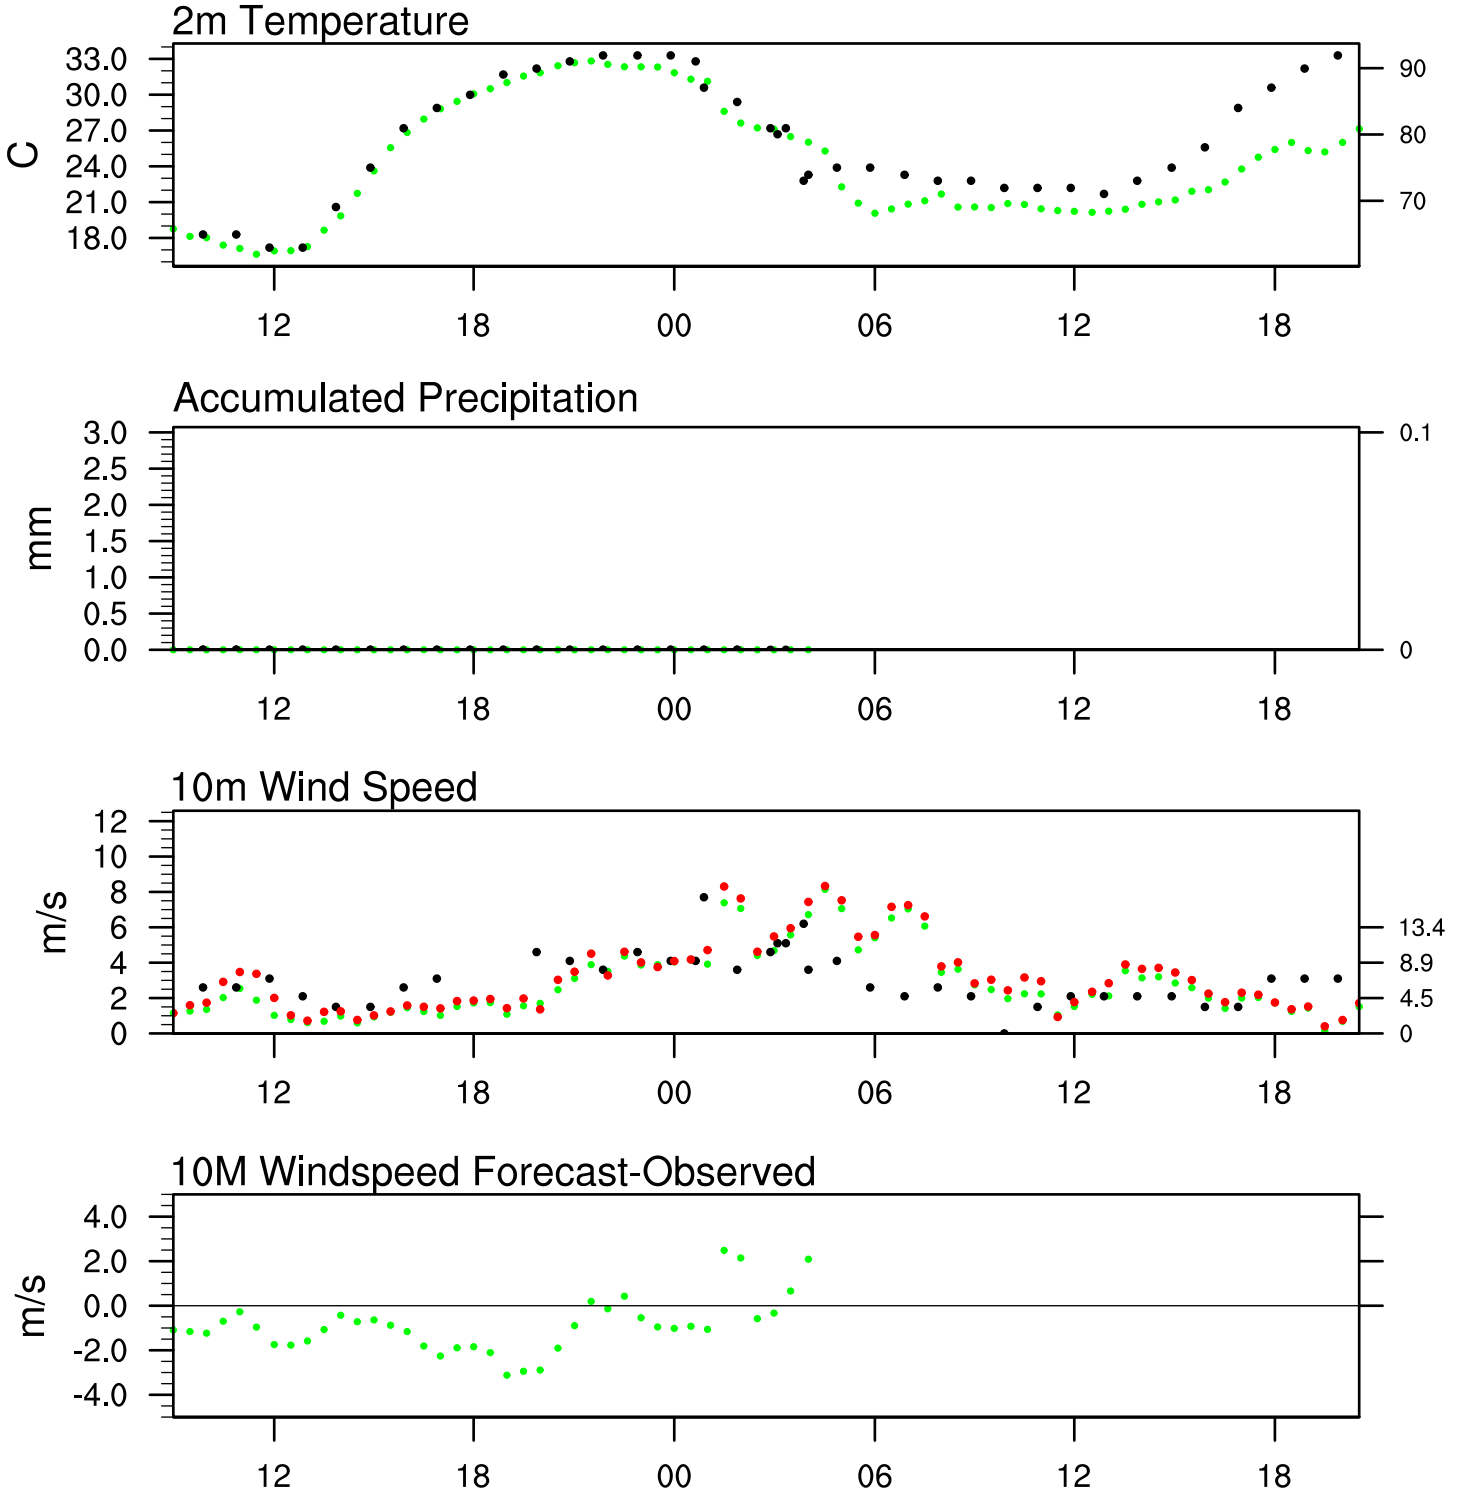 2m Temperature
33.0
30.0
27.0
24.0
21.0
18.0
C
90
80
70
12 18 00 06 12 18
Accumulated Precipitation
3.0
2.5
2.0
1.5
1.0
0.5
0.0
mm
0.1
0
12 18 00 06 12 18
10m Wind Speed
12
10
8
6
4
2
0
m/s
13.4
8.9
4.5
0
12 18 00 06 12 18
10M Windspeed Forecast-Observed
4.0
2.0
0.0
-2.0
-4.0
m/s
12 18 00 06 12 18